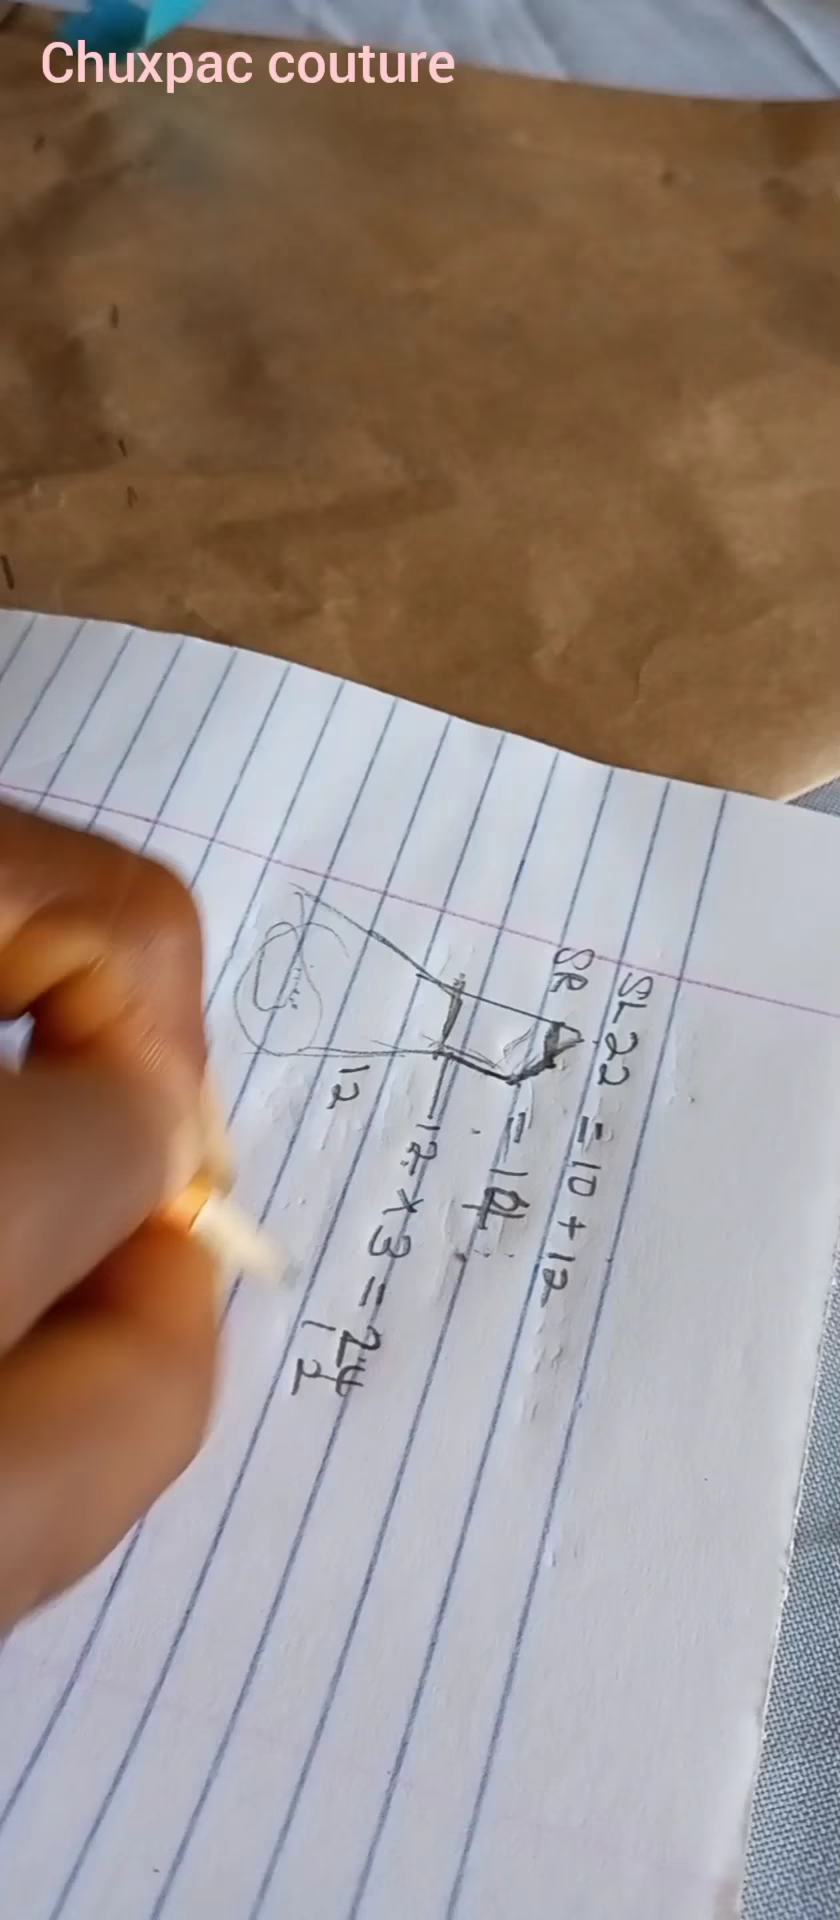 Chuxpac couture
SL 22 = 10 + 12
SR
= 14
12 x 3 = 24
12
12